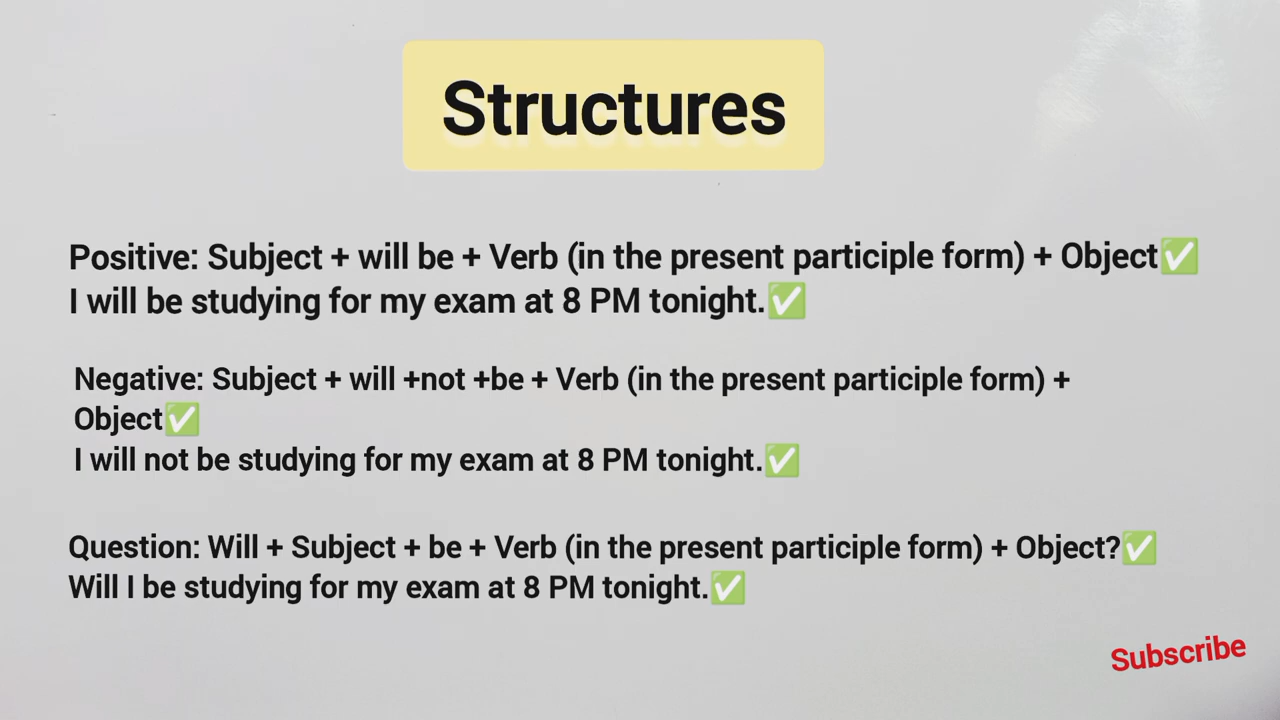 Structures
Positive: Subject + will be + Verb (in the present participle form) + Object✅
I will be studying for my exam at 8 PM tonight.✅
Negative: Subject + will +not +be + Verb (in the present participle form) +
Object✅
I will not be studying for my exam at 8 PM tonight.✅
Question: Will + Subject + be + Verb (in the present participle form) + Object?✅
Will I be studying for my exam at 8 PM tonight.✅
Subscribe